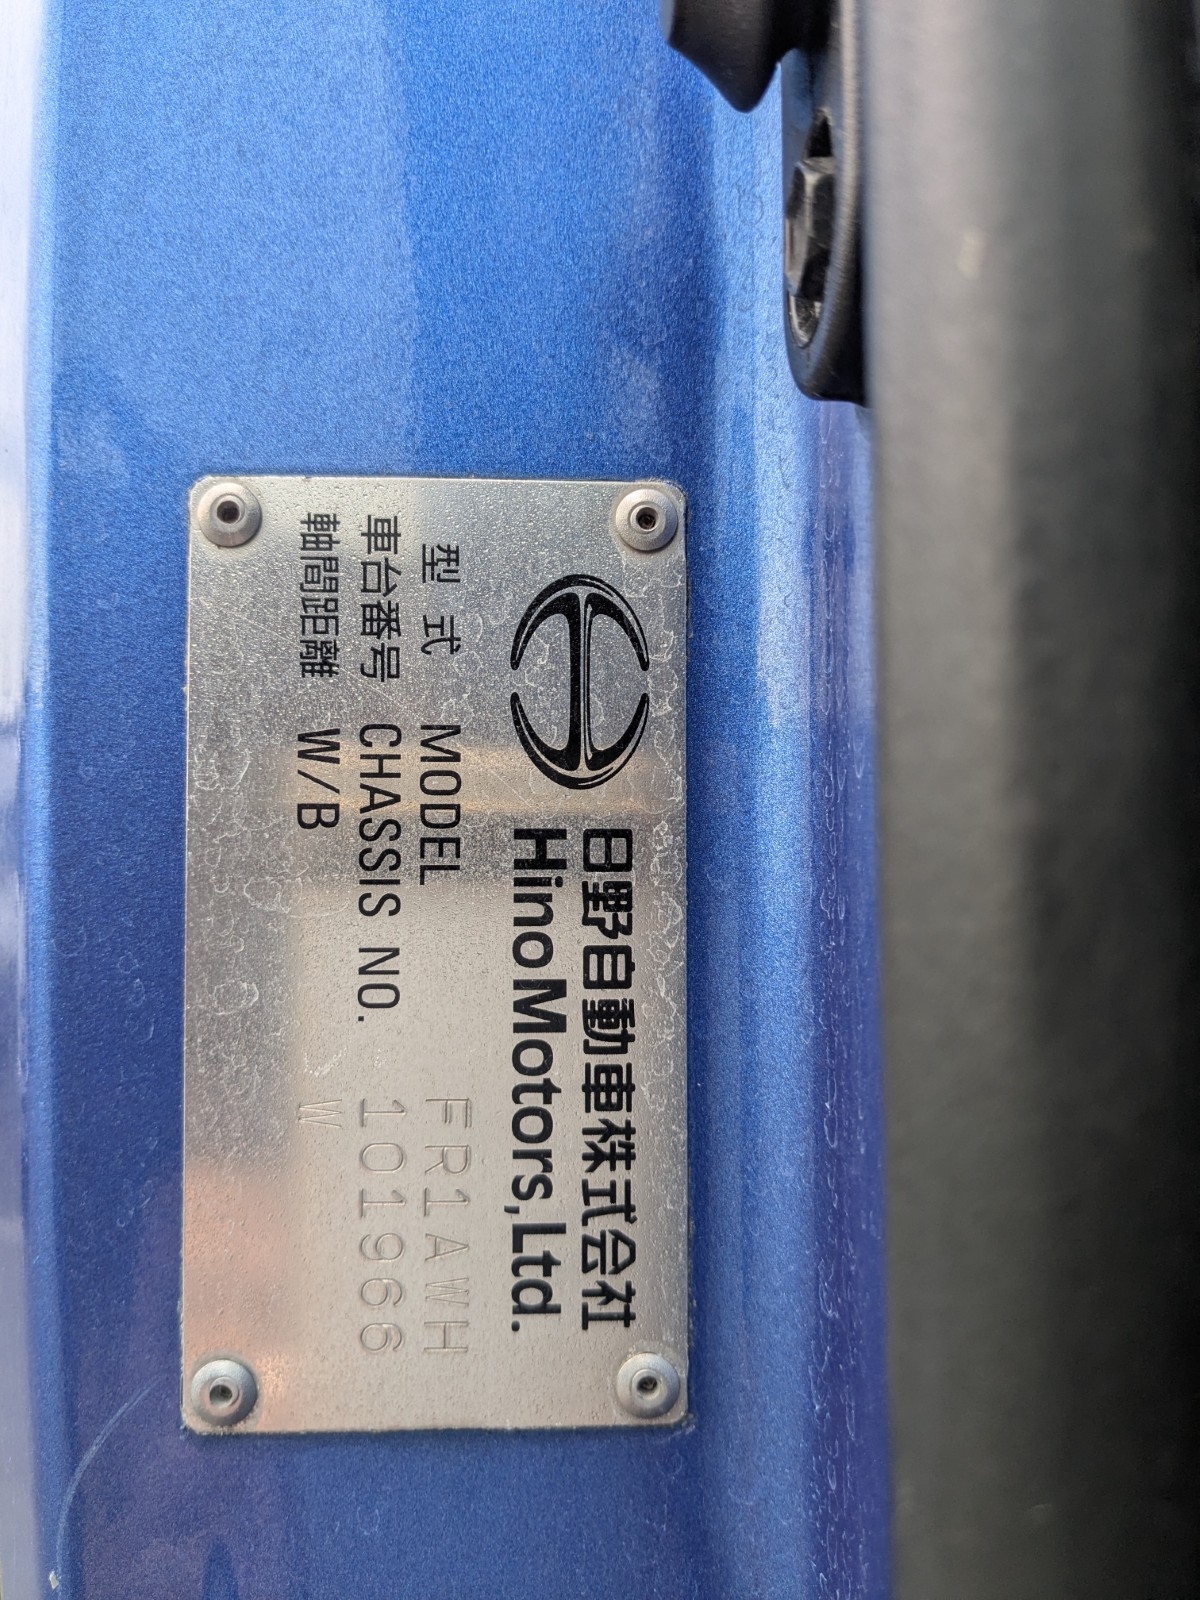 日野自動車株式会社
Hino Motors, Ltd.
型式 MODEL FR1AWH
車台番号 CHASSIS NO. 101966
軸間距離 W/B W